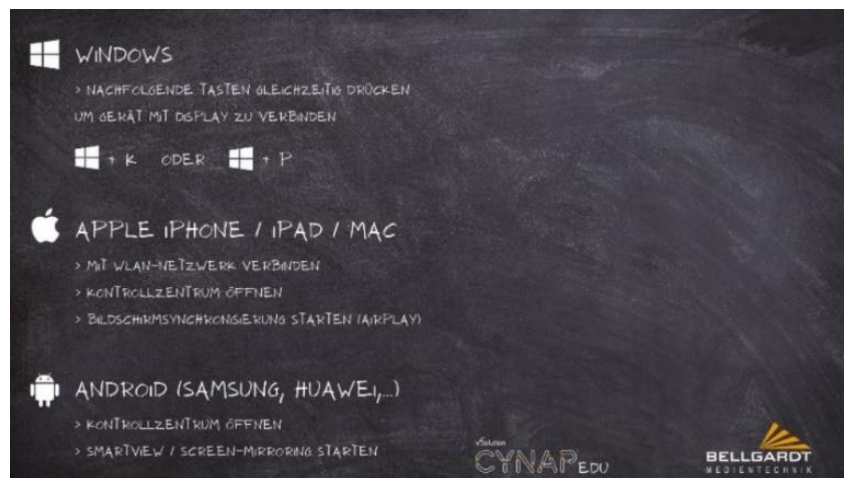 WINDOWS
> NACHFOLGENDE TASTEN GLEICHZEITIG DRÜCKEN
UM GERÄT MIT DISPLAY ZU VERBINDEN
+ K ODER + P
APPLE iPHONE / iPAD / MAC
> MIT WLAN-NETZWERK VERBINDEN
> KONTROLLZENTRUM ÖFFNEN
> BILDSCHIRMSYNCHRONISIERUNG STARTEN (AIRPLAY)
ANDROID (SAMSUNG, HUAWEI,...)
> KONTROLLZENTRUM ÖFFNEN
> SMARTVIEW / SCREEN-MIRRORING STARTEN
vSolution
CYNAP EDU
BELLGARDT
MEDIENTECHNIK